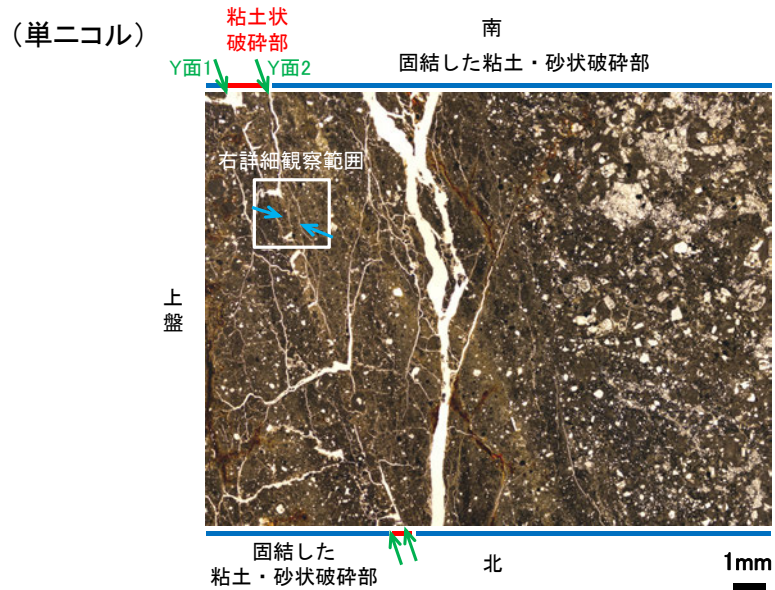 (単ニコル)
粘土状
破砕部
Y面1
Y面2
南
固結した粘土・砂状破砕部
右詳細観察範囲
上
盤
固結した
粘土・砂状破砕部
北
1mm